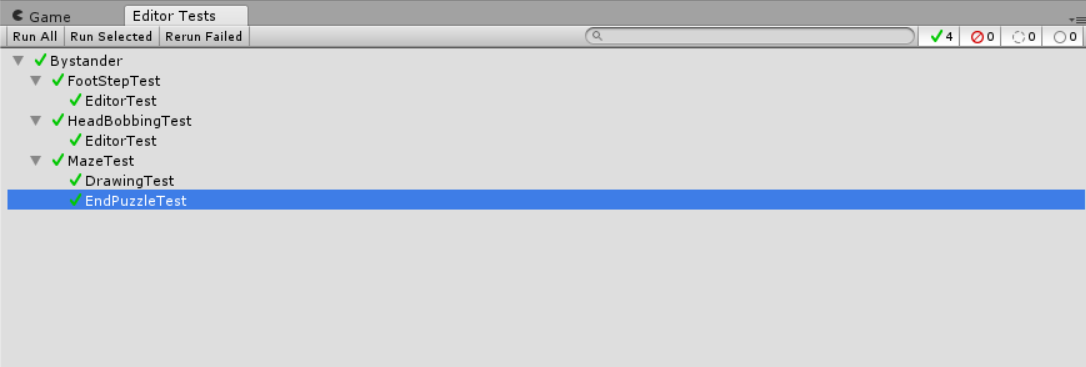 Game Editor Tests
Run All Run Selected Rerun Failed 4 0 0 0
Bystander
FootStepTest
EditorTest
HeadBobbingTest
EditorTest
MazeTest
DrawingTest
EndPuzzleTest